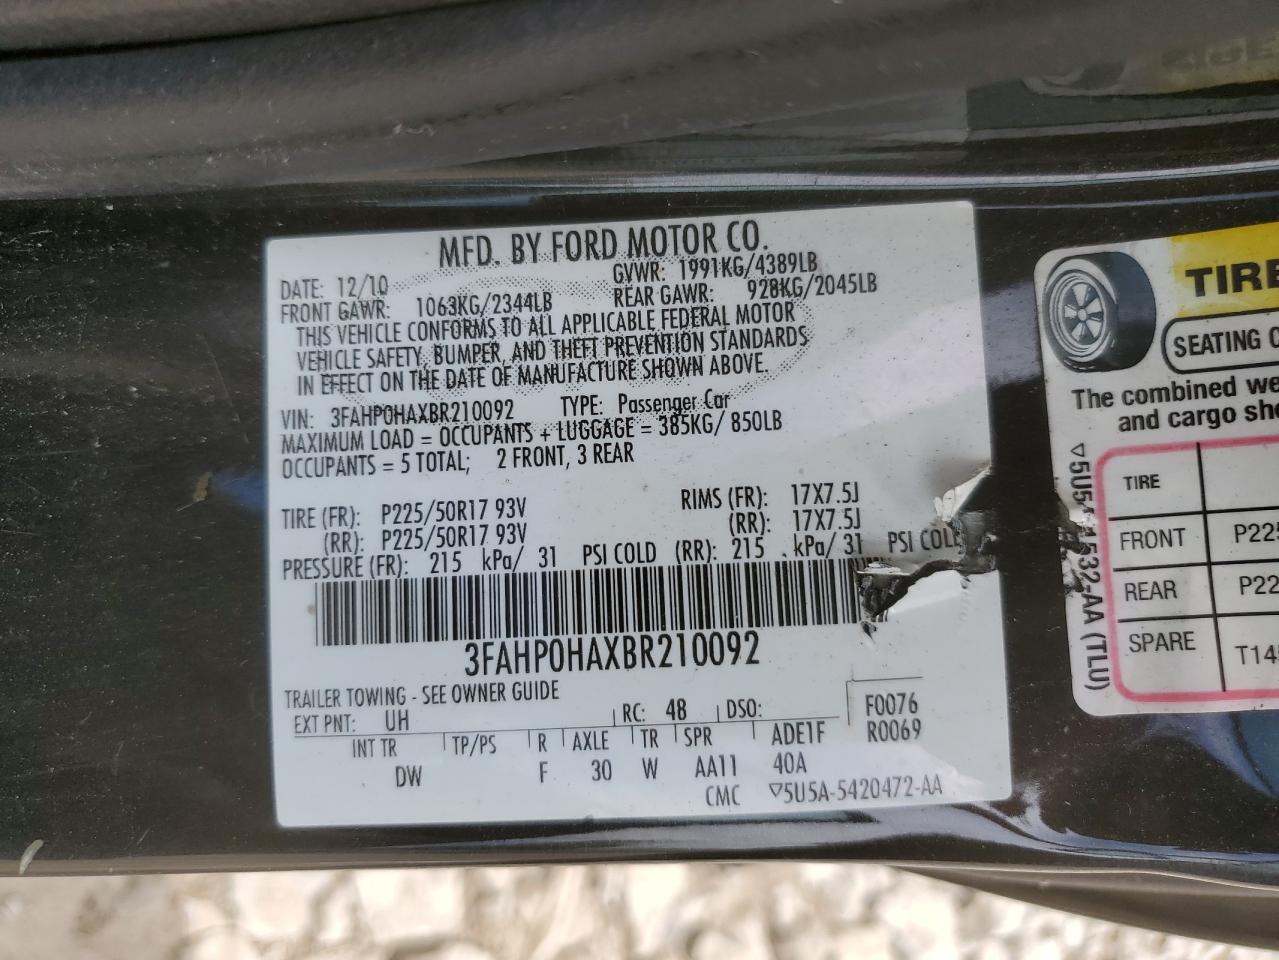 MFD. BY FORD MOTOR CO.
DATE: 12/10 GVWR: 1991KG/4389LB
FRONT GAWR: 1063KG/2344LB REAR GAWR: 928KG/2045LB
THIS VEHICLE CONFORMS TO ALL APPLICABLE FEDERAL MOTOR
VEHICLE SAFETY, BUMPER, AND THEFT PREVENTION STANDARDS
IN EFFECT ON THE DATE OF MANUFACTURE SHOWN ABOVE.
VIN: 3FAHP0HAXBR210092 TYPE: Passenger Car
MAXIMUM LOAD = OCCUPANTS + LUGGAGE = 385KG/ 850LB
OCCUPANTS = 5 TOTAL; 2 FRONT, 3 REAR
TIRE (FR): P225/50R17 93V RIMS (FR): 17X7.5J
(RR): P225/50R17 93V (RR): 17X7.5J
PRESSURE (FR): 215 kPa/ 31 PSI COLD (RR): 215 kPa/ 31 PSI COLD
3FAHP0HAXBR210092
TRAILER TOWING - SEE OWNER GUIDE
EXT PNT: UH RC: 48 DSO: F0076
INT TR TP/PS R AXLE TR SPR ADE1F R0069
DW F 30 W AA11 40A
CMC ▽5U5A-5420472-AA
TIRE
SEATING C
The combined we
and cargo sho
TIRE
FRONT P225
REAR P22
SPARE T145
1532-AA (TLU)